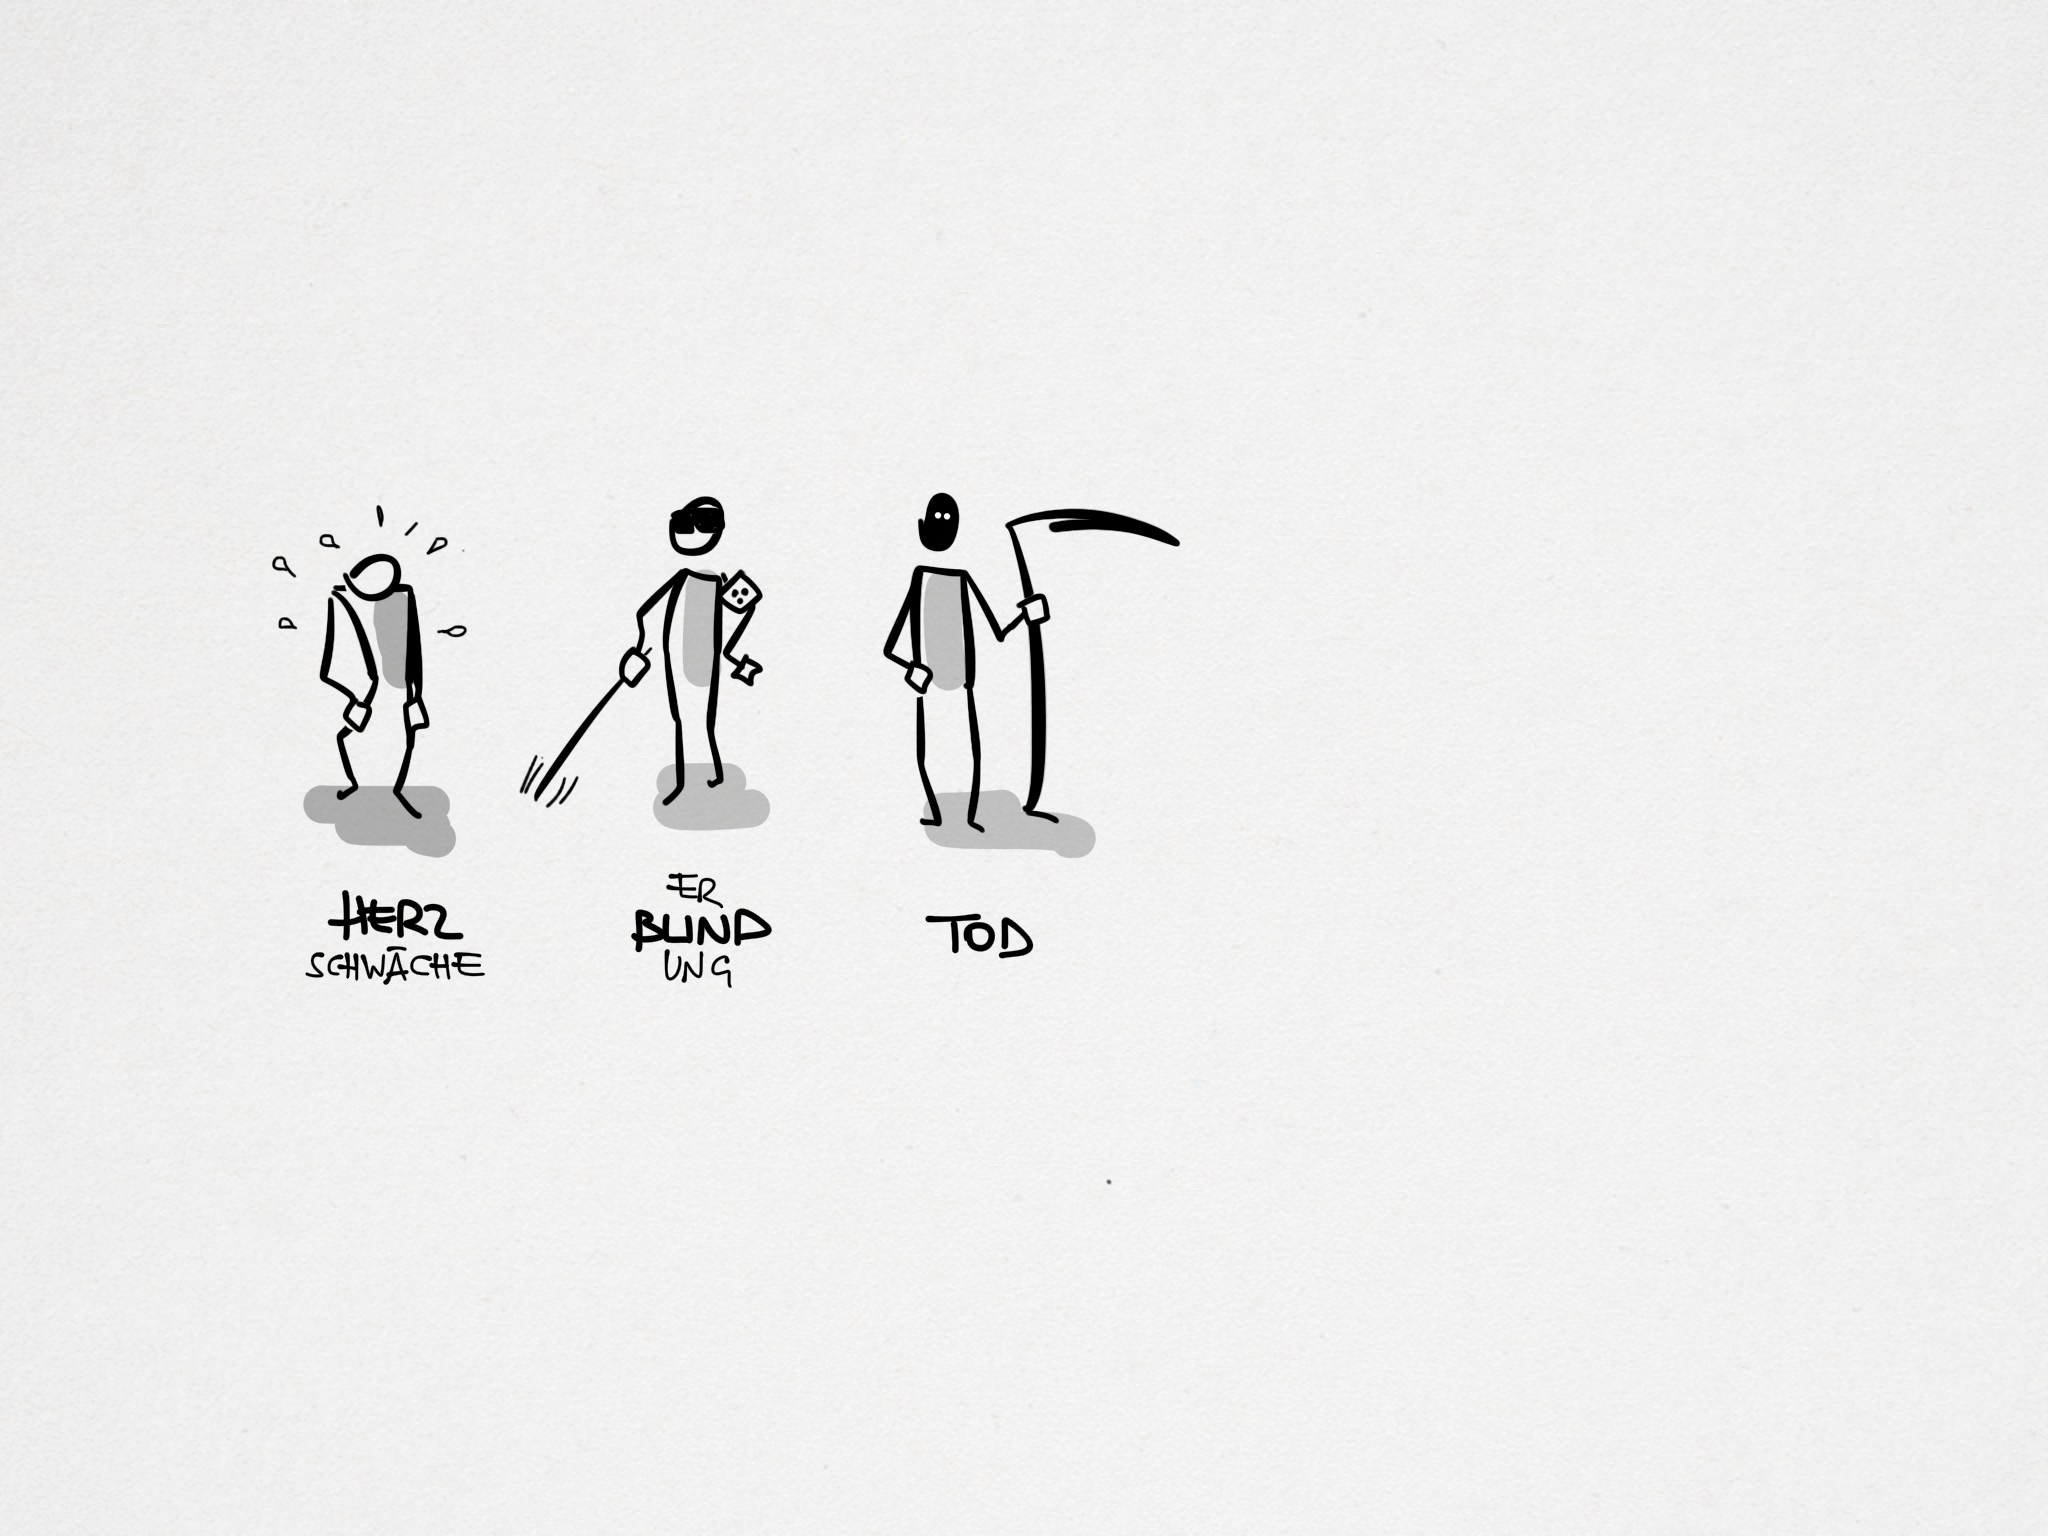 HERZ
SCHWÄCHE
ER
BLIND
UNG
TOD